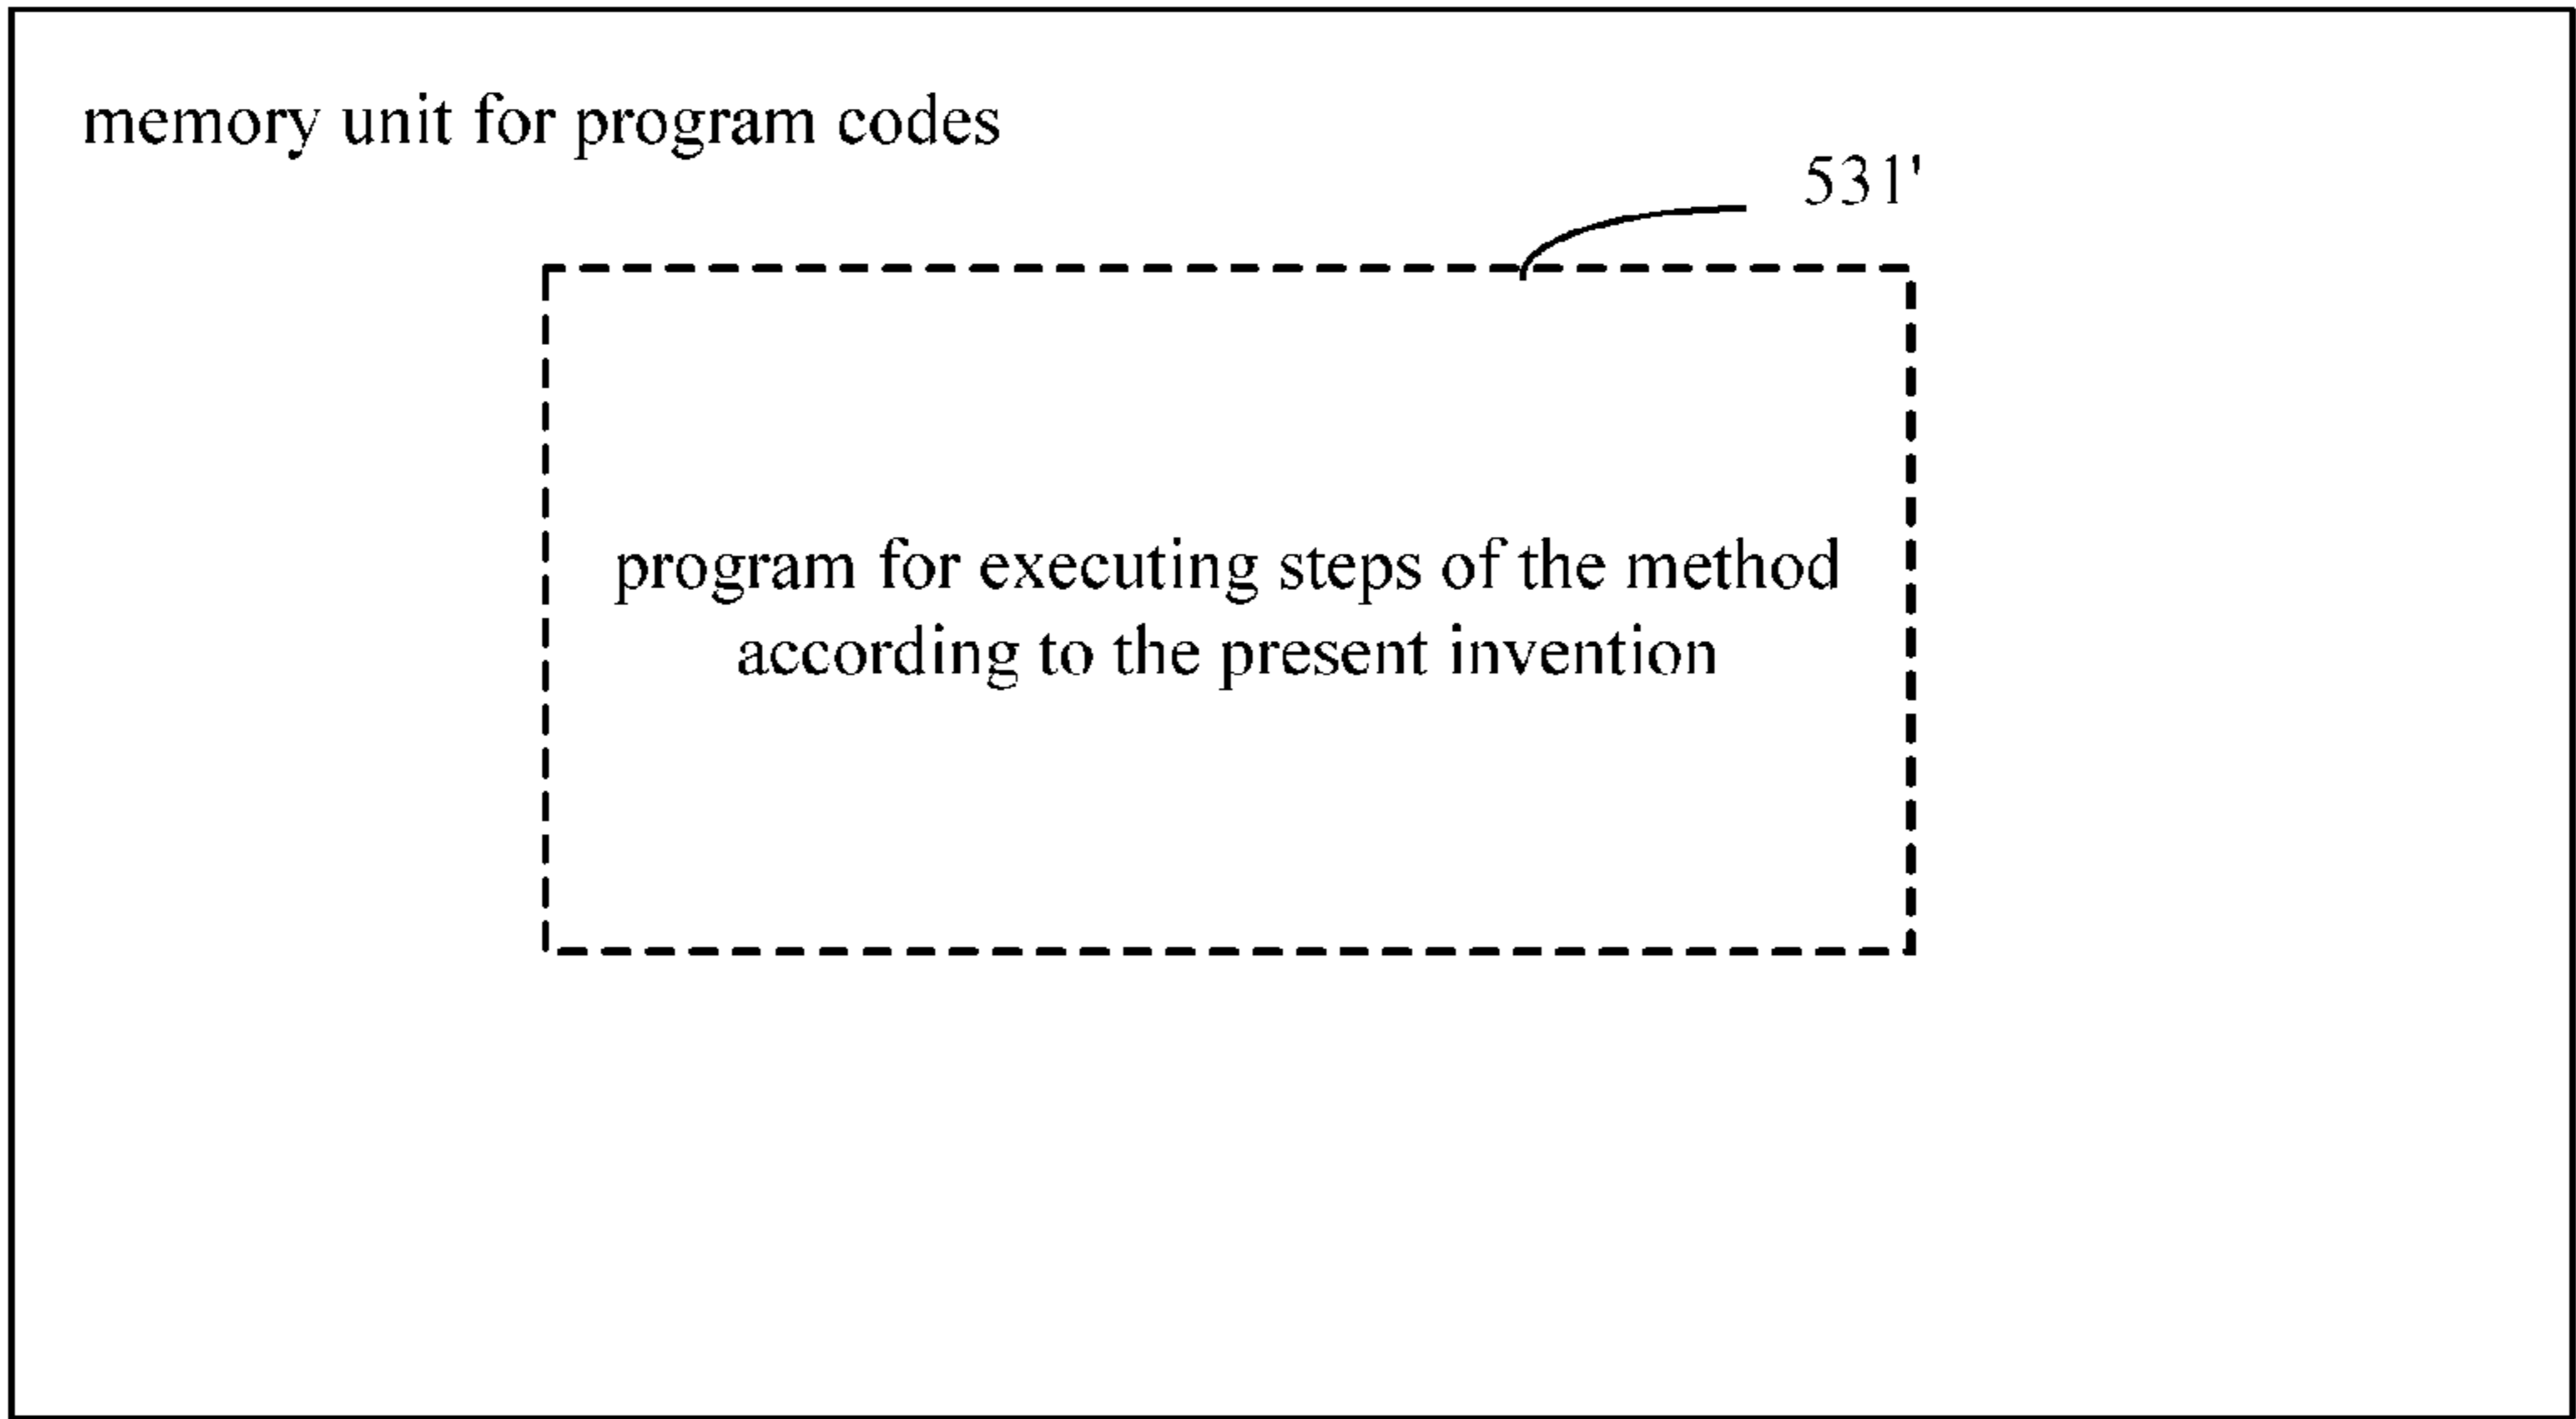 memory unit for program codes
531'
program for executing steps of the method
according to the present invention